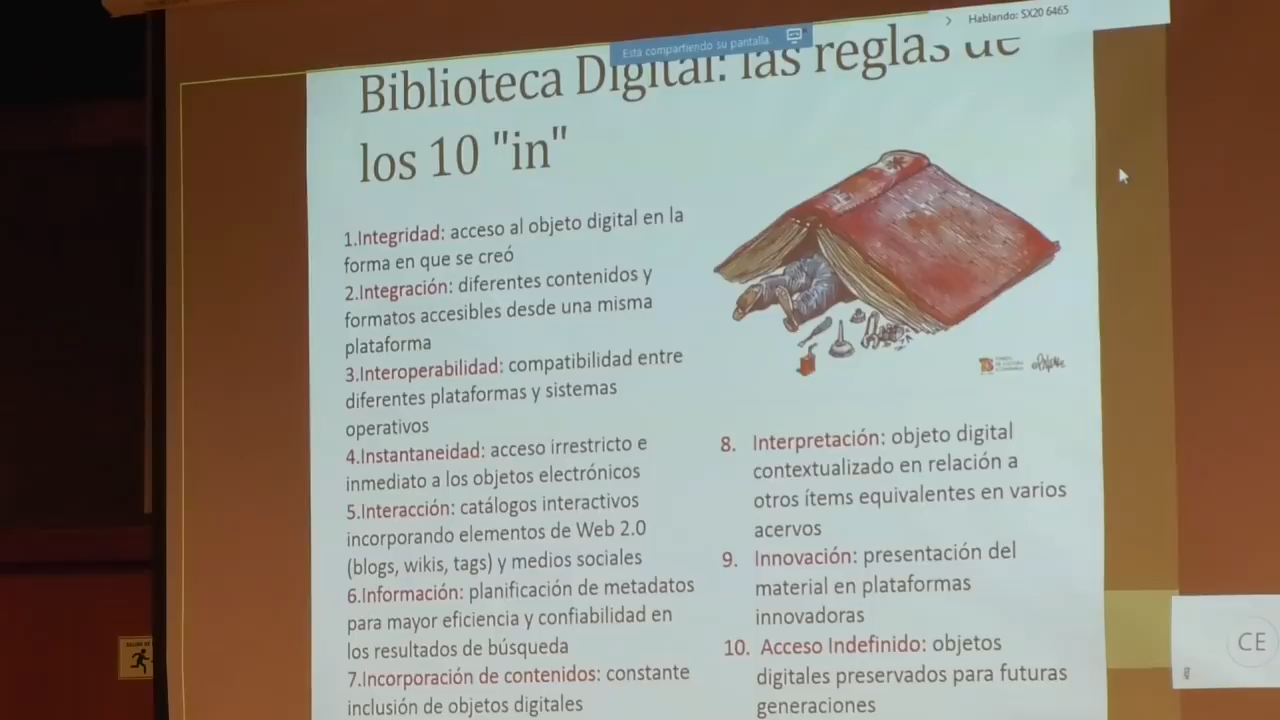 Está compartiendo su pantalla.
Hablando: SX20 6465
Biblioteca Digital: las reglas de
los 10 "in"
1.Integridad: acceso al objeto digital en la
forma en que se creó
2.Integración: diferentes contenidos y
formatos accesibles desde una misma
plataforma
3.Interoperabilidad: compatibilidad entre
diferentes plataformas y sistemas
operativos
4.Instantaneidad: acceso irrestricto e
inmediato a los objetos electrónicos
5.Interacción: catálogos interactivos
incorporando elementos de Web 2.0
(blogs, wikis, tags) y medios sociales
6.Información: planificación de metadatos
para mayor eficiencia y confiabilidad en
los resultados de búsqueda
7.Incorporación de contenidos: constante
inclusión de objetos digitales
8. Interpretación: objeto digital
contextualizado en relación a
otros ítems equivalentes en varios
acervos
9. Innovación: presentación del
material en plataformas
innovadoras
10. Acceso Indefinido: objetos
digitales preservados para futuras
generaciones
CE